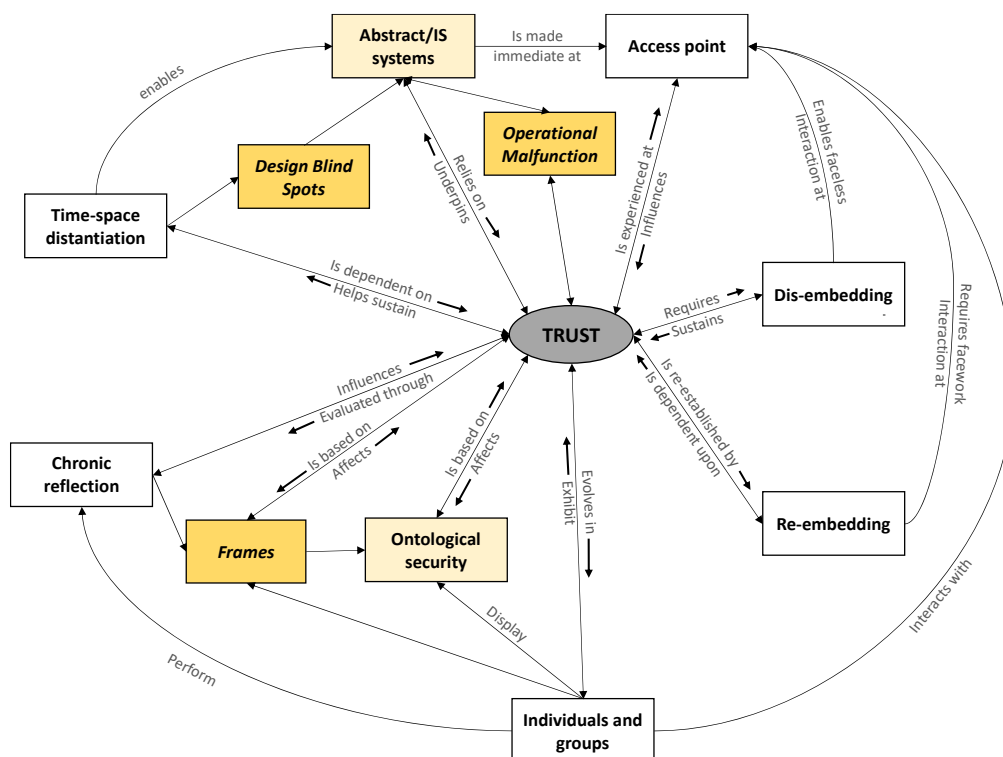 Abstract/IS
systems
Is made
immediate at
Access point
enables
Operational
Malfunction
Design Blind
Spots
Relies on
Underpins
Is experienced at
Influences
Enables faceless
Interaction at
Time-space
distantiation
Is dependent on
Helps sustain
Dis-embedding
.
Requires
Sustains
TRUST
Requires facework
Interaction at
Influences
Evaluated through
Is re-established by
Is dependent upon
Is based on
Affects
Is based on
Affects
Chronic
reflection
Evolves in
Exhibit
Re-embedding
Frames
Ontological
security
Interacts with
Display
Perform
Individuals and
groups